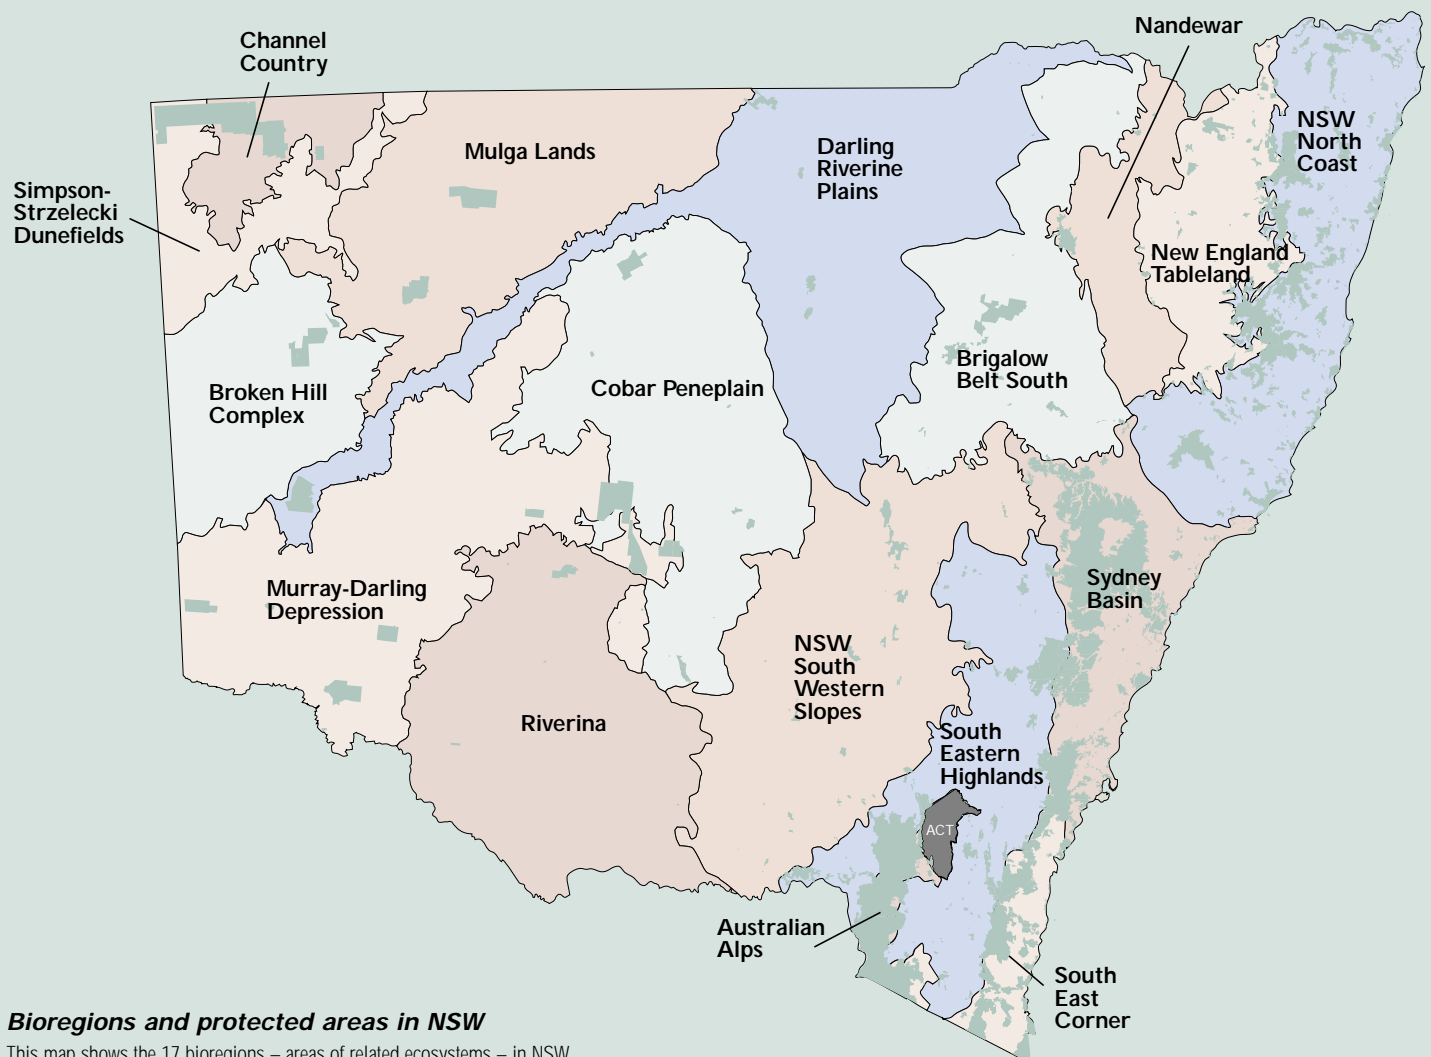 Channel
Country
Nandewar
NSW
North
Coast
Mulga Lands
Darling
Riverine
Plains
Simpson-
Strzelecki
Dunefields
New England
Tableland
Broken Hill
Complex
Cobar Peneplain
Brigalow
Belt South
Murray-Darling
Depression
Sydney
Basin
NSW
South
Western
Slopes
Riverina
South
Eastern
Highlands
ACT
Australian
Alps
South
East
Corner
Bioregions and protected areas in NSW
This map shows the 17 bioregions – areas of related ecosystems – in NSW